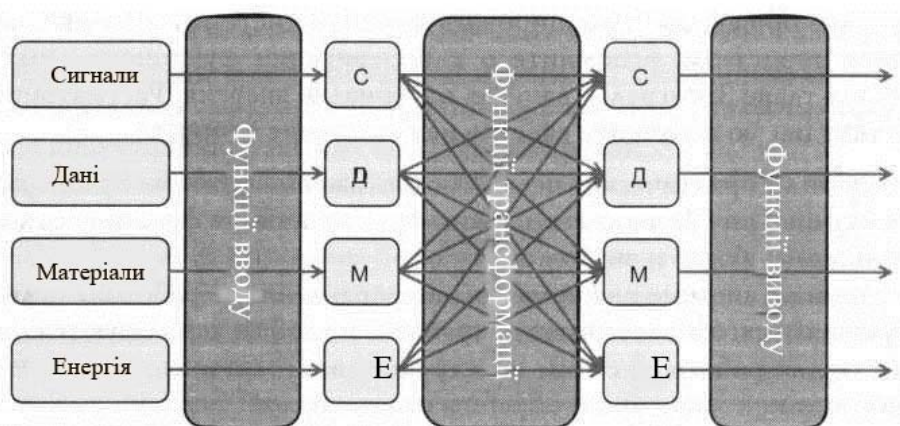 Сигнали
Дані
Матеріали
Енергія
Функції вводу
С
Д
М
Е
Функції трансформації
С
Д
М
Е
Функції виводу